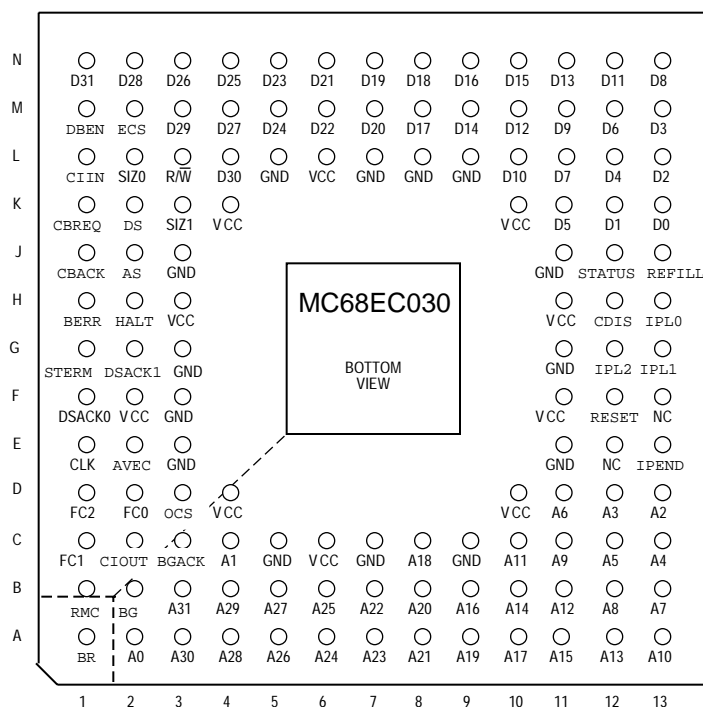 N
D31 D28 D26 D25 D23 D21 D19 D18 D16 D15 D13 D11 D8
M
DBEN ECS D29 D27 D24 D22 D20 D17 D14 D12 D9 D6 D3
L
CIIN SIZ0 R/W̅ D30 GND VCC GND GND GND D10 D7 D4 D2
K
CBREQ DS SIZ1 VCC VCC D5 D1 D0
J
CBACK AS GND GND STATUS REFILL
H
MC68EC030
BERR HALT VCC VCC CDIS IPL0
G
STERM DSACK1 GND GND IPL2 IPL1
BOTTOM
VIEW
F
DSACK0 VCC GND VCC RESET NC
E
CLK AVEC GND GND NC IPEND
D
FC2 FC0 OCS VCC VCC A6 A3 A2
C
FC1 CIOUT BGACK A1 GND VCC GND A18 GND A11 A9 A5 A4
B
RMC BG A31 A29 A27 A25 A22 A20 A16 A14 A12 A8 A7
A
BR A0 A30 A28 A26 A24 A23 A21 A19 A17 A15 A13 A10
1 2 3 4 5 6 7 8 9 10 11 12 13